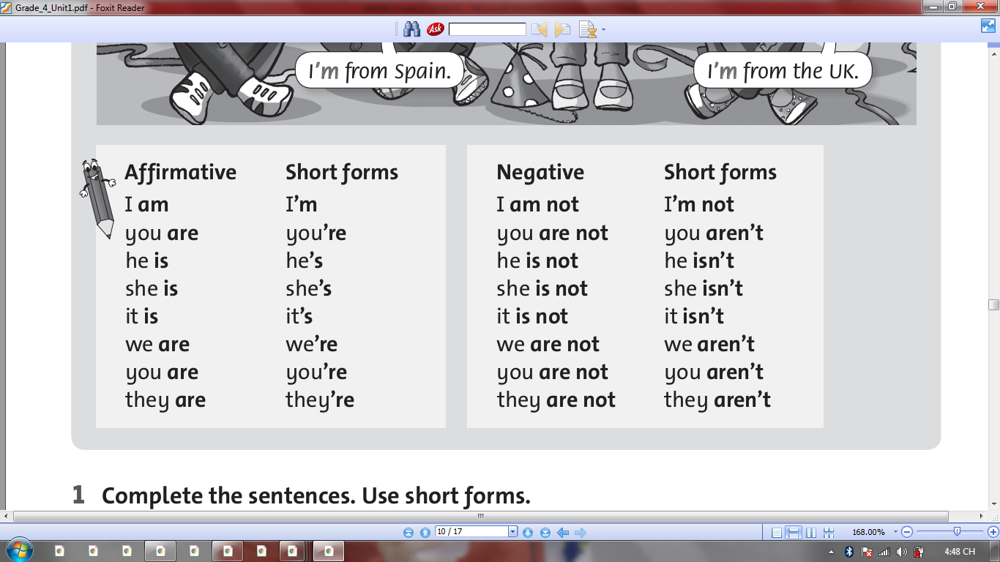 Grade_4_Unit1.pdf - Foxit Reader
Ask
I'm from Spain.
I'm from the UK.
Affirmative Short forms
I am I'm
you are you're
he is he's
she is she's
it is it's
we are we're
you are you're
they are they're
Negative Short forms
I am not I'm not
you are not you aren't
he is not he isn't
she is not she isn't
it is not it isn't
we are not we aren't
you are not you aren't
they are not they aren't
1 Complete the sentences. Use short forms.
10 / 17
168.00%
4:48 CH